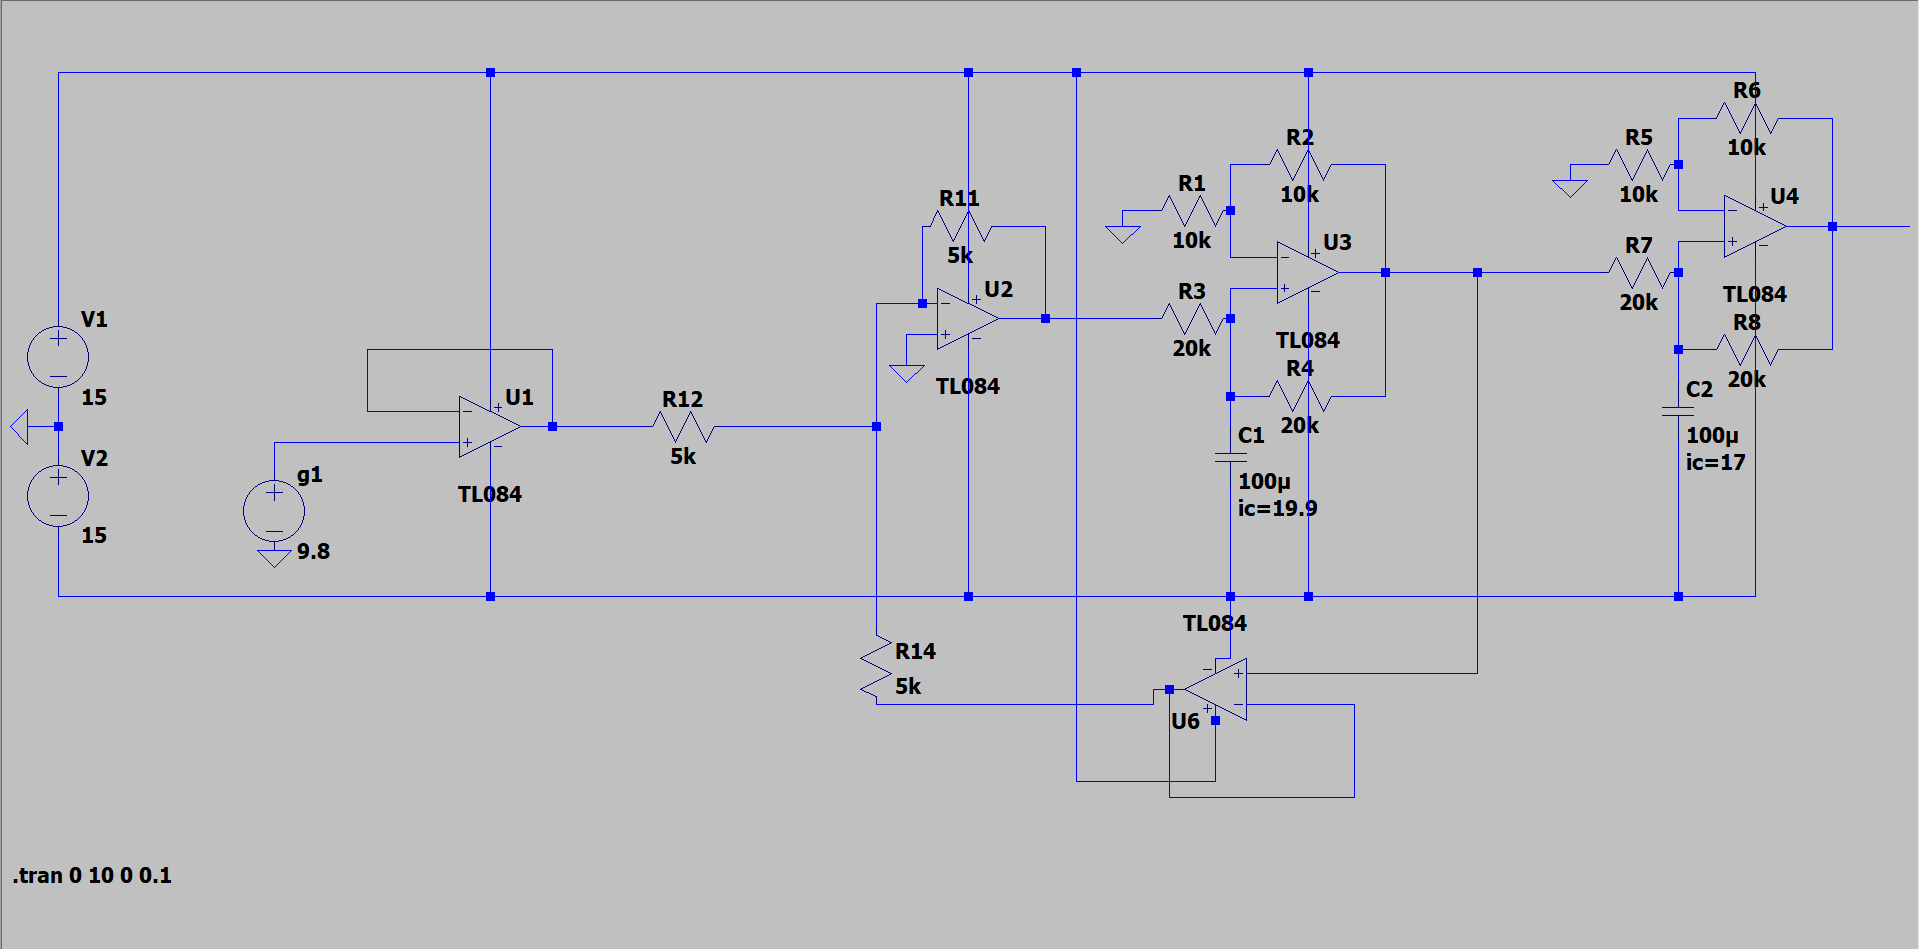 R6
10k
R5
10k
U4
R2
10k
R1
10k
U3
R7
20k
TL084
R11
5k
U2
R3
20k
TL084
R8
20k
V1
15
TL084
R4
20k
C2
100µ
ic=17
U1
R12
5k
V2
15
g1
9.8
TL084
C1
100µ
ic=19.9
TL084
R14
5k
U6
.tran 0 10 0 0.1